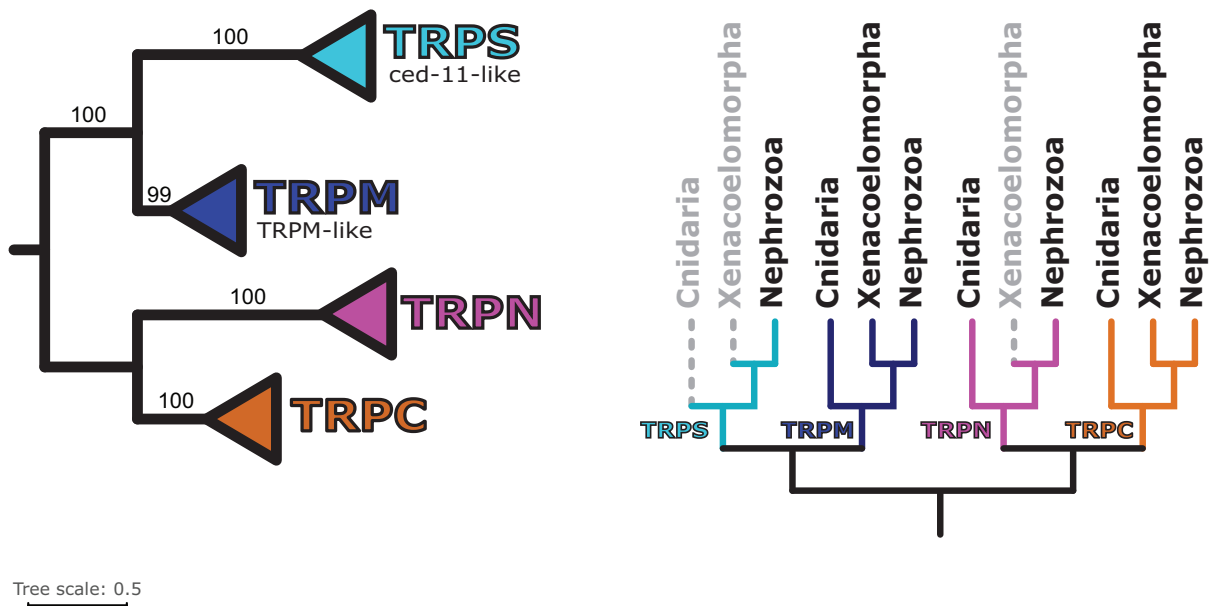 100
TRPS
ced-11-like
100
99
TRPM
TRPM-like
100
TRPN
100
TRPC
Tree scale: 0.5
Cnidaria
Xenacoelomorpha
Nephrozoa
Cnidaria
Xenacoelomorpha
Nephrozoa
Cnidaria
Xenacoelomorpha
Nephrozoa
Cnidaria
Xenacoelomorpha
Nephrozoa
TRPS
TRPM
TRPN
TRPC